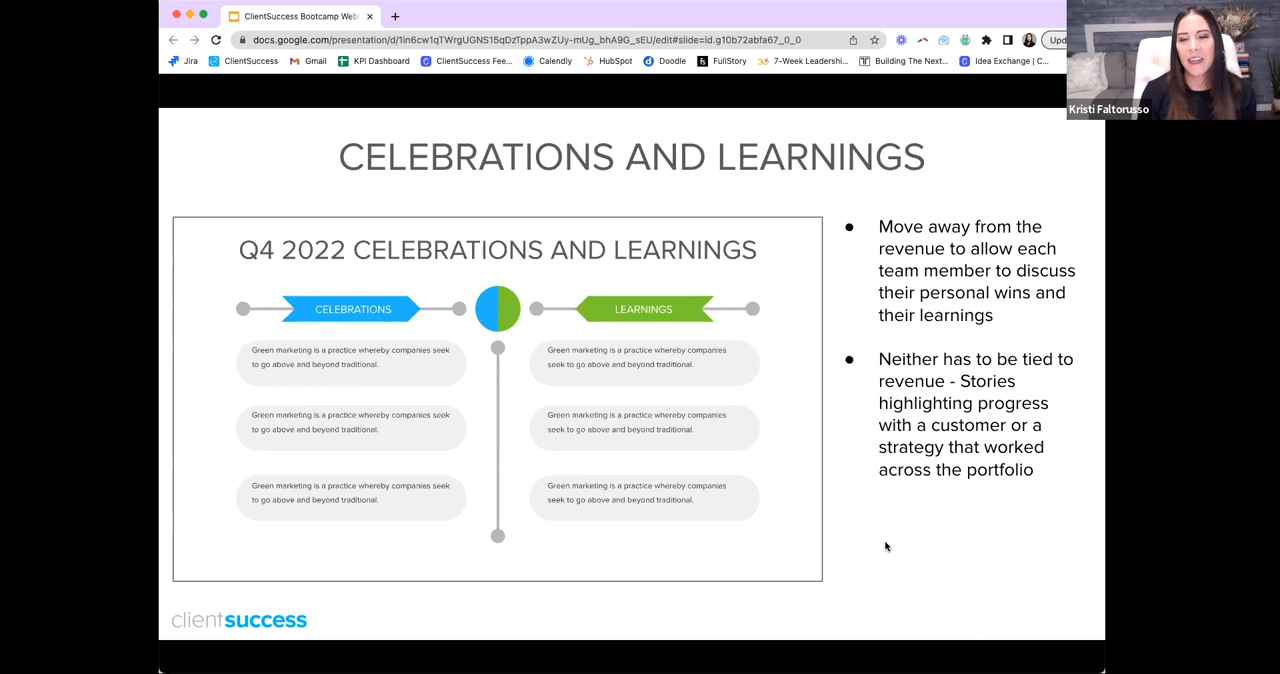 ClientSuccess Bootcamp Web
docs.google.com/presentation/d/1in6cw1qTWrgUGNS15qDzTppA3wZUy-mUg_bhA9G_sEU/edit#slide=id.g10b72abfa67_0_0
Upd
Jira ClientSuccess Gmail KPI Dashboard ClientSuccess Fee... Calendly HubSpot Doodle FullStory 7-Week Leadershi... Building The Next... Idea Exchange | C...
Kristi Faltorusso
CELEBRATIONS AND LEARNINGS
Q4 2022 CELEBRATIONS AND LEARNINGS
CELEBRATIONS
LEARNINGS
Green marketing is a practice whereby companies seek
to go above and beyond traditional.
Green marketing is a practice whereby companies
seek to go above and beyond traditional.
Green marketing is a practice whereby companies seek
to go above and beyond traditional.
Green marketing is a practice whereby companies
seek to go above and beyond traditional.
Green marketing is a practice whereby companies seek
to go above and beyond traditional.
Green marketing is a practice whereby companies
seek to go above and beyond traditional.
● Move away from the
revenue to allow each
team member to discuss
their personal wins and
their learnings
● Neither has to be tied to
revenue - Stories
highlighting progress
with a customer or a
strategy that worked
across the portfolio
clientsuccess